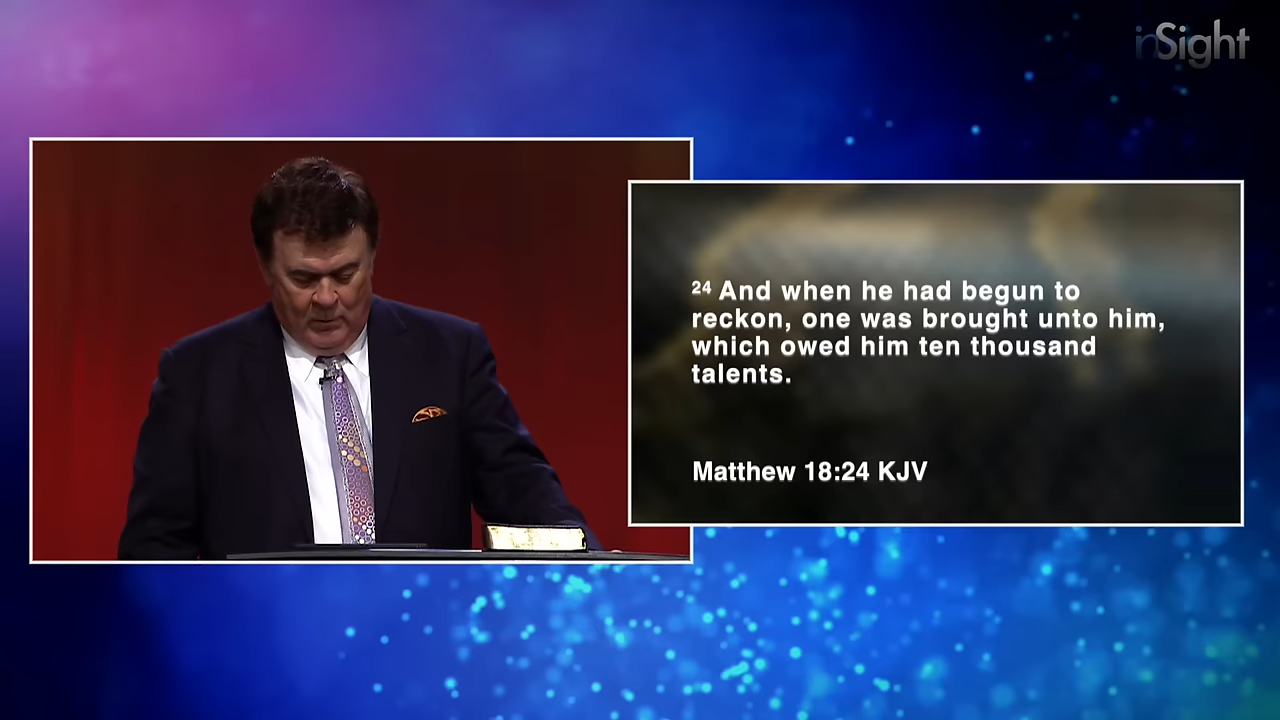 inSight
24 And when he had begun to
reckon, one was brought unto him,
which owed him ten thousand
talents.
Matthew 18:24 KJV